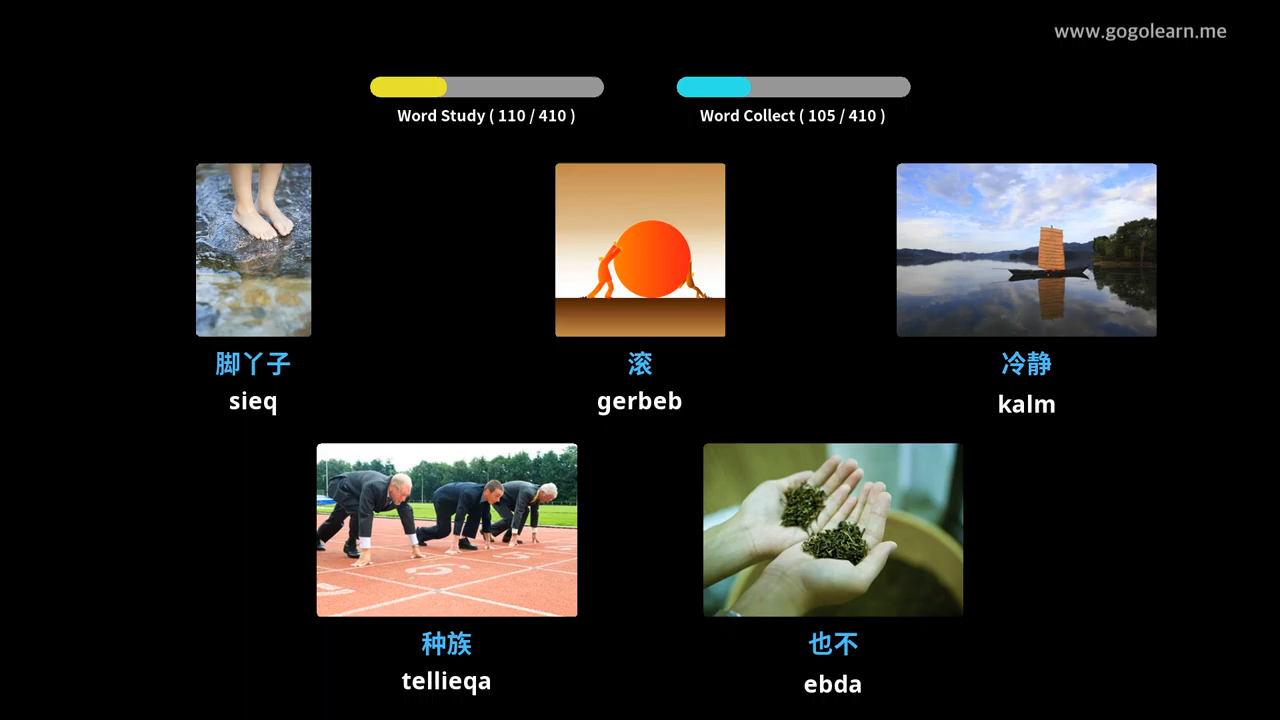 www.gogolearn.me
Word Study ( 110 / 410 )
Word Collect ( 105 / 410 )
脚丫子
sieq
滚
gerbeb
冷静
kalm
种族
tellieqa
也不
ebda